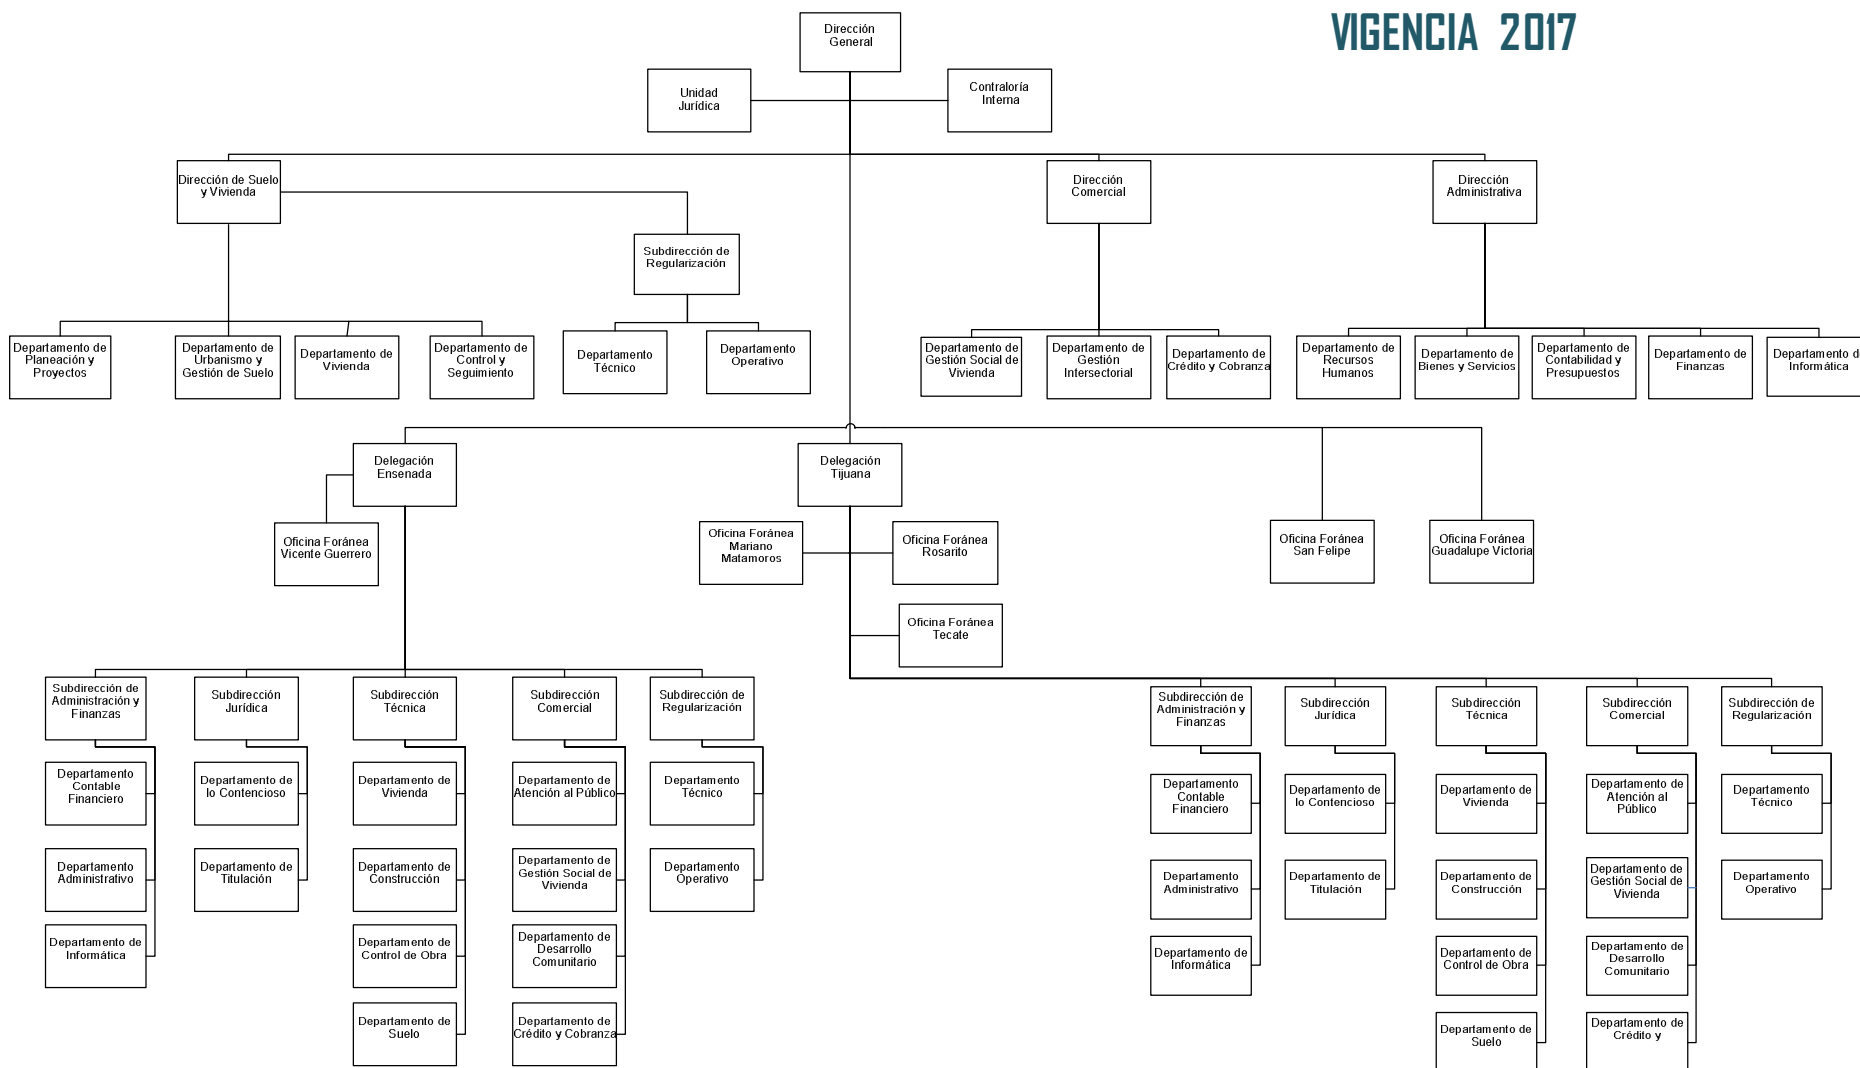 VIGENCIA 2017
Dirección
General
Unidad
Jurídica
Contraloría
Interna
Dirección de Suelo
y Vivienda
Dirección
Comercial
Dirección
Administrativa
Subdirección de
Regularización
Departamento de
Planeación y
Proyectos
Departamento de
Urbanismo y
Gestión de Suelo
Departamento de
Vivienda
Departamento de
Control y
Seguimiento
Departamento
Técnico
Departamento
Operativo
Departamento de
Gestión Social de
Vivienda
Departamento de
Gestión
Intersectorial
Departamento de
Crédito y Cobranza
Departamento de
Recursos
Humanos
Departamento de
Bienes y Servicios
Departamento de
Contabilidad y
Presupuestos
Departamento de
Finanzas
Departamento de
Informática
Delegación
Ensenada
Delegación
Tijuana
Oficina Foránea
Vicente Guerrero
Oficina Foránea
Mariano
Matamoros
Oficina Foránea
Rosarito
Oficina Foránea
San Felipe
Oficina Foránea
Guadalupe Victoria
Oficina Foránea
Tecate
Subdirección de
Administración y
Finanzas
Subdirección
Jurídica
Subdirección
Técnica
Subdirección
Comercial
Subdirección de
Regularización
Departamento
Contable
Financiero
Departamento de
lo Contencioso
Departamento de
Vivienda
Departamento de
Atención al Público
Departamento
Técnico
Departamento
Administrativo
Departamento de
Titulación
Departamento de
Construcción
Departamento de
Gestión Social de
Vivienda
Departamento
Operativo
Departamento de
Informática
Departamento de
Control de Obra
Departamento de
Desarrollo
Comunitario
Departamento de
Suelo
Departamento de
Crédito y Cobranza
Subdirección de
Administración y
Finanzas
Subdirección
Jurídica
Subdirección
Técnica
Subdirección
Comercial
Subdirección de
Regularización
Departamento
Contable
Financiero
Departamento de
lo Contencioso
Departamento de
Vivienda
Departamento de
Atención al
Público
Departamento
Técnico
Departamento
Administrativo
Departamento de
Titulación
Departamento de
Construcción
Departamento de
Gestión Social de
Vivienda
Departamento
Operativo
Departamento de
Informática
Departamento de
Control de Obra
Departamento de
Desarrollo
Comunitario
Departamento de
Suelo
Departamento de
Crédito y